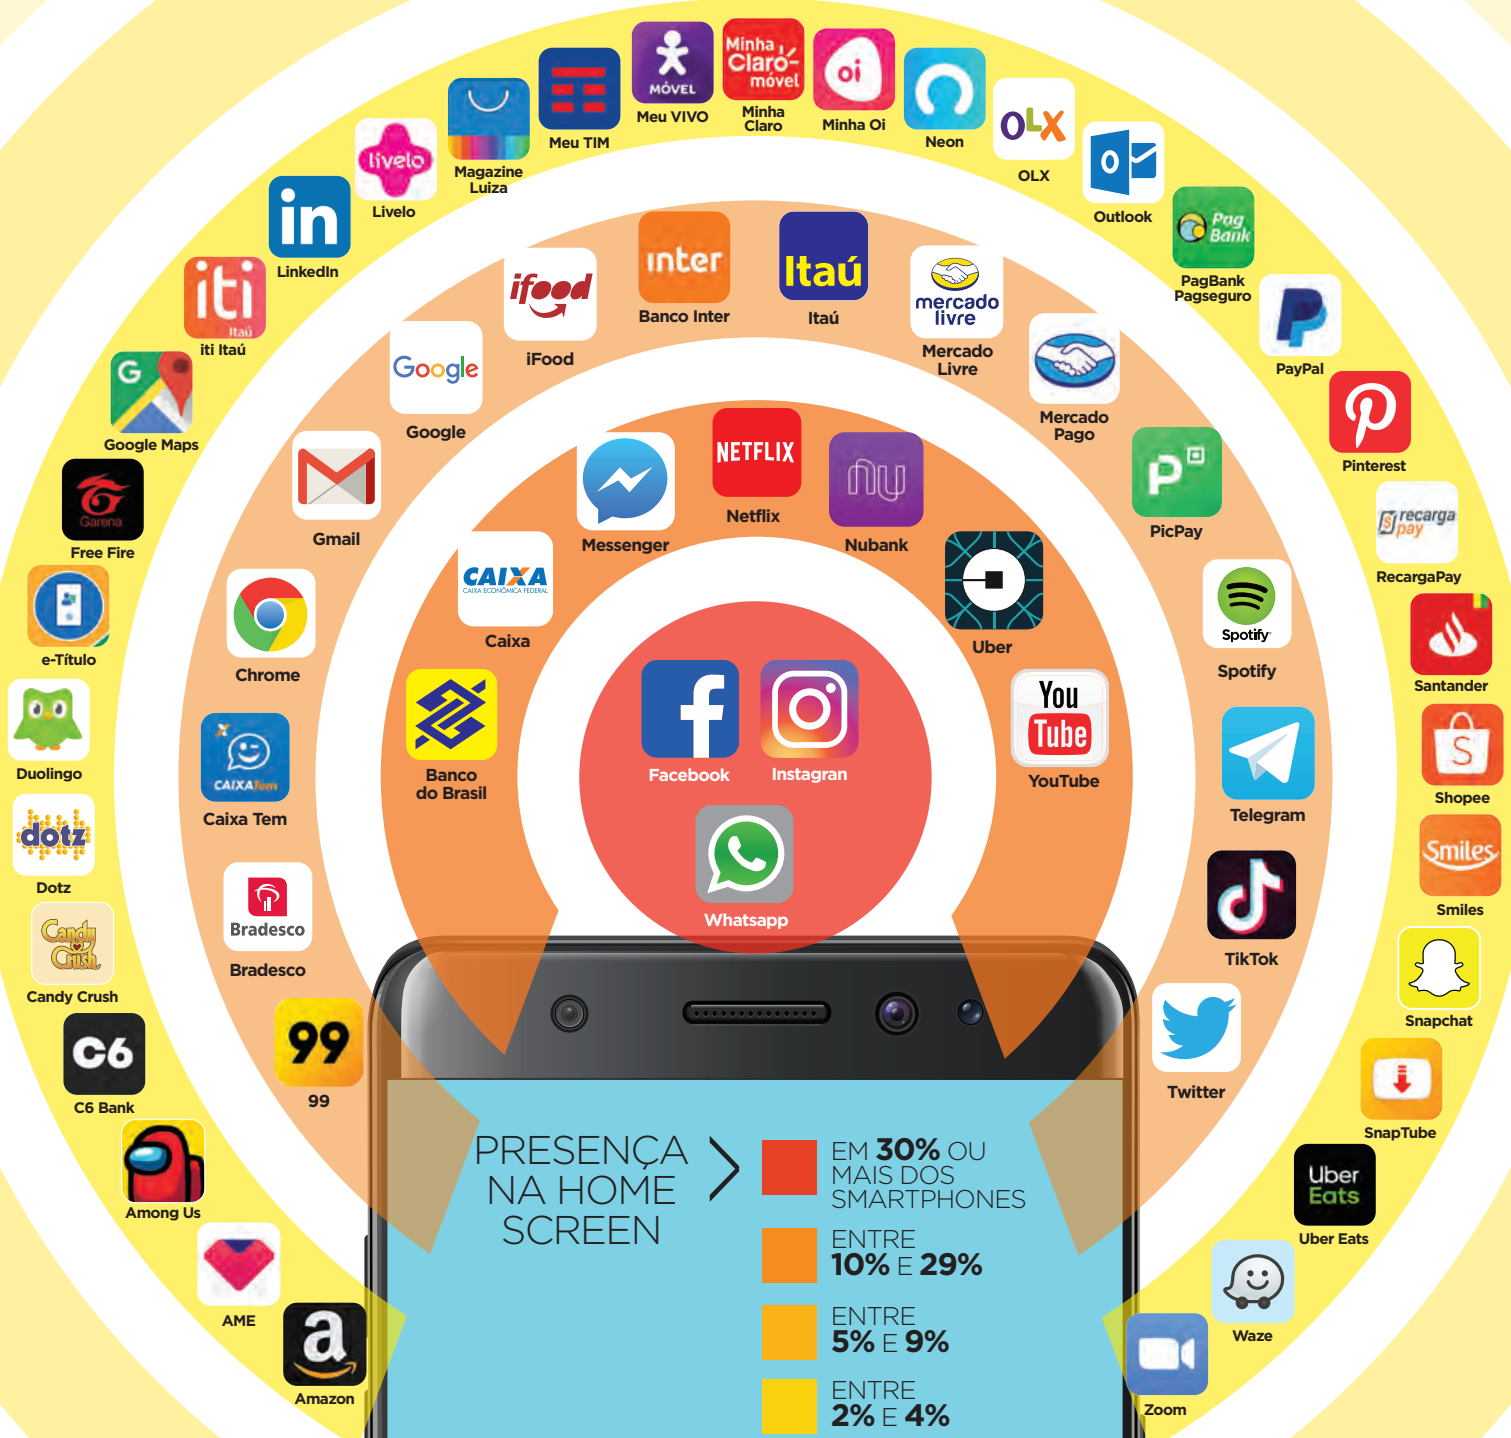 Minha
Claro-
móvel
MÓVEL
oi
Meu TIM
Meu VIVO
Minha
Claro
Minha Oi
Neon
OLX
OLX
livelo
Magazine
Luiza
Livelo
Outlook
in
LinkedIn
Pag
Bank
PagBank
Pagseguro
iti
Itaú
iti Itaú
PayPal
G
Google Maps
Pinterest
Garena
Free Fire
recarga
pay
RecargaPay
e-Título
Santander
Duolingo
S
Shopee
dotz
Dotz
Smiles
Smiles
Candy
Crush
Candy Crush
Snapchat
C6
C6 Bank
SnapTube
Among Us
Uber
Eats
Uber Eats
AME
Waze
a
Amazon
Zoom
ifood
iFood
inter
Banco Inter
Itaú
Itaú
mercado
livre
Mercado
Livre
Google
Google
Mercado
Pago
Gmail
PicPay
Chrome
Spotify
Spotify
CAIXATem
Caixa Tem
Telegram
Bradesco
Bradesco
TikTok
99
99
Twitter
NETFLIX
Netflix
Messenger
nu
Nubank
CAIXA
CAIXA ECONÔMICA FEDERAL
Caixa
Uber
Banco
do Brasil
You
Tube
YouTube
f
Facebook
Instagran
Whatsapp
PRESENÇA
NA HOME
SCREEN
EM 30% OU
MAIS DOS
SMARTPHONES
ENTRE
10% E 29%
ENTRE
5% E 9%
ENTRE
2% E 4%